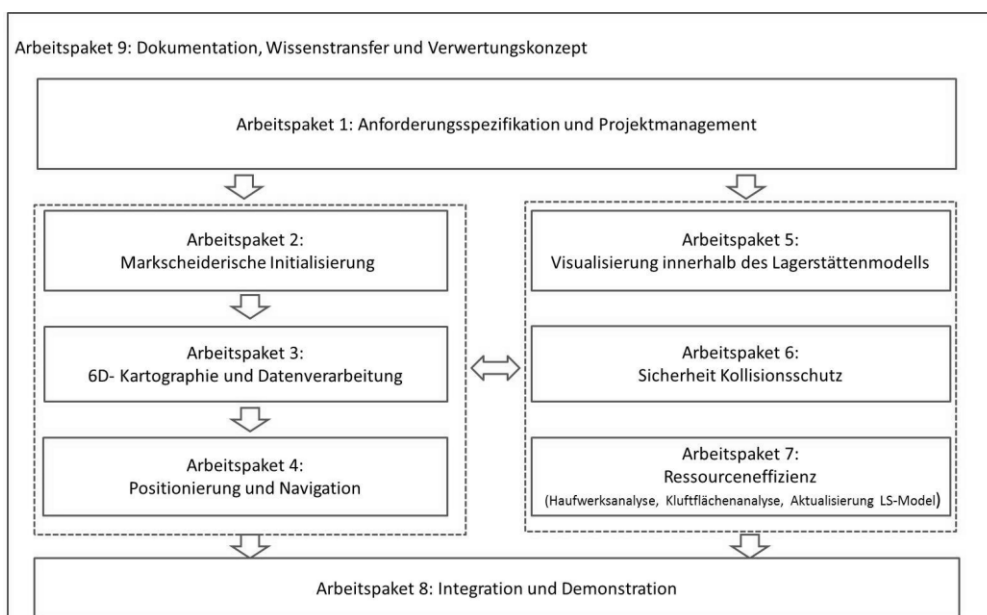 Arbeitspaket 9: Dokumentation, Wissenstransfer und Verwertungskonzept
Arbeitspaket 1: Anforderungsspezifikation und Projektmanagement
Arbeitspaket 2:
Markscheiderische Initialisierung
Arbeitspaket 3:
6D- Kartographie und Datenverarbeitung
Arbeitspaket 4:
Positionierung und Navigation
Arbeitspaket 5:
Visualisierung innerhalb des Lagerstättenmodells
Arbeitspaket 6:
Sicherheit Kollisionsschutz
Arbeitspaket 7:
Ressourceneffizienz
(Haufwerksanalyse, Kluftflächenanalyse, Aktualisierung LS-Model)
Arbeitspaket 8: Integration und Demonstration